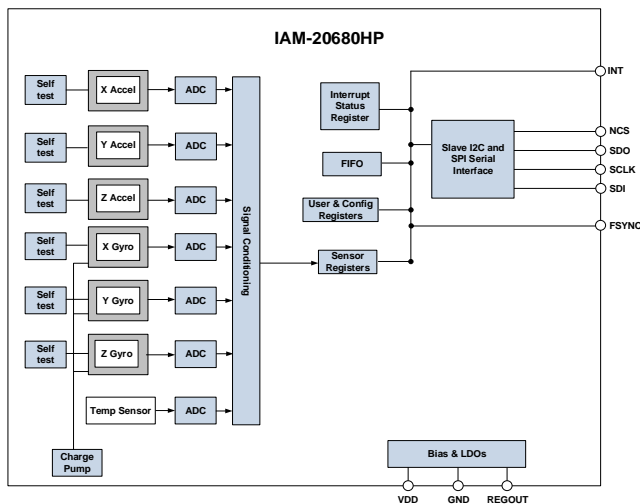 IAM-20680HP
Self
test
X Accel
ADC
Self
test
Y Accel
ADC
Self
test
Z Accel
ADC
Self
test
X Gyro
ADC
Self
test
Y Gyro
ADC
Self
test
Z Gyro
ADC
Temp Sensor
ADC
Charge
Pump
Signal Conditioning
Interrupt
Status
Register
FIFO
User & Config
Registers
Sensor
Registers
Slave I2C and
SPI Serial
Interface
INT
NCS
SDO
SCLK
SDI
FSYNC
Bias & LDOs
VDD
GND
REGOUT